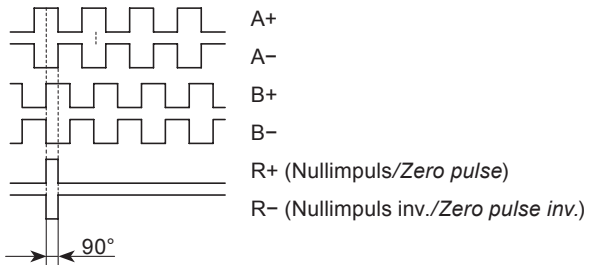 A+
A−
B+
B−
R+ (Nullimpuls/Zero pulse)
R− (Nullimpuls inv./Zero pulse inv.)
90°